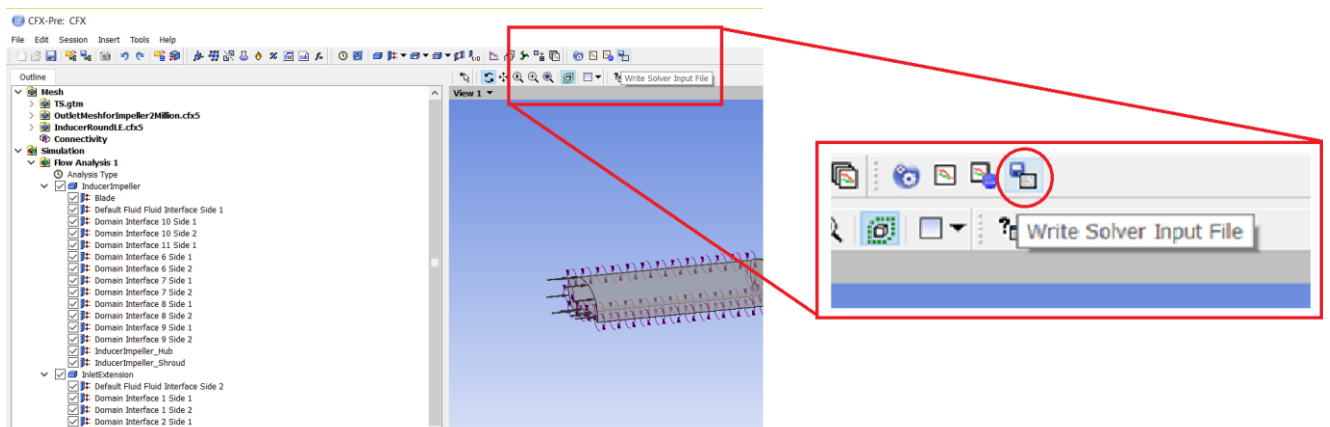 CFX-Pre: CFX
File Edit Session Insert Tools Help
Outline
Mesh
TS.gtm
OutletMeshforImpeller2Million.cfx5
InducerRoundLE.cfx5
Connectivity
Simulation
Flow Analysis 1
Analysis Type
InducerImpeller
Blade
Default Fluid Fluid Interface Side 1
Domain Interface 10 Side 1
Domain Interface 10 Side 2
Domain Interface 11 Side 1
Domain Interface 6 Side 1
Domain Interface 6 Side 2
Domain Interface 7 Side 1
Domain Interface 7 Side 2
Domain Interface 8 Side 1
Domain Interface 8 Side 2
Domain Interface 9 Side 1
Domain Interface 9 Side 2
InducerImpeller_Hub
InducerImpeller_Shroud
InletExtension
Default Fluid Fluid Interface Side 2
Domain Interface 1 Side 1
Domain Interface 1 Side 2
Domain Interface 2 Side 1
Write Solver Input File
View 1
Write Solver Input File